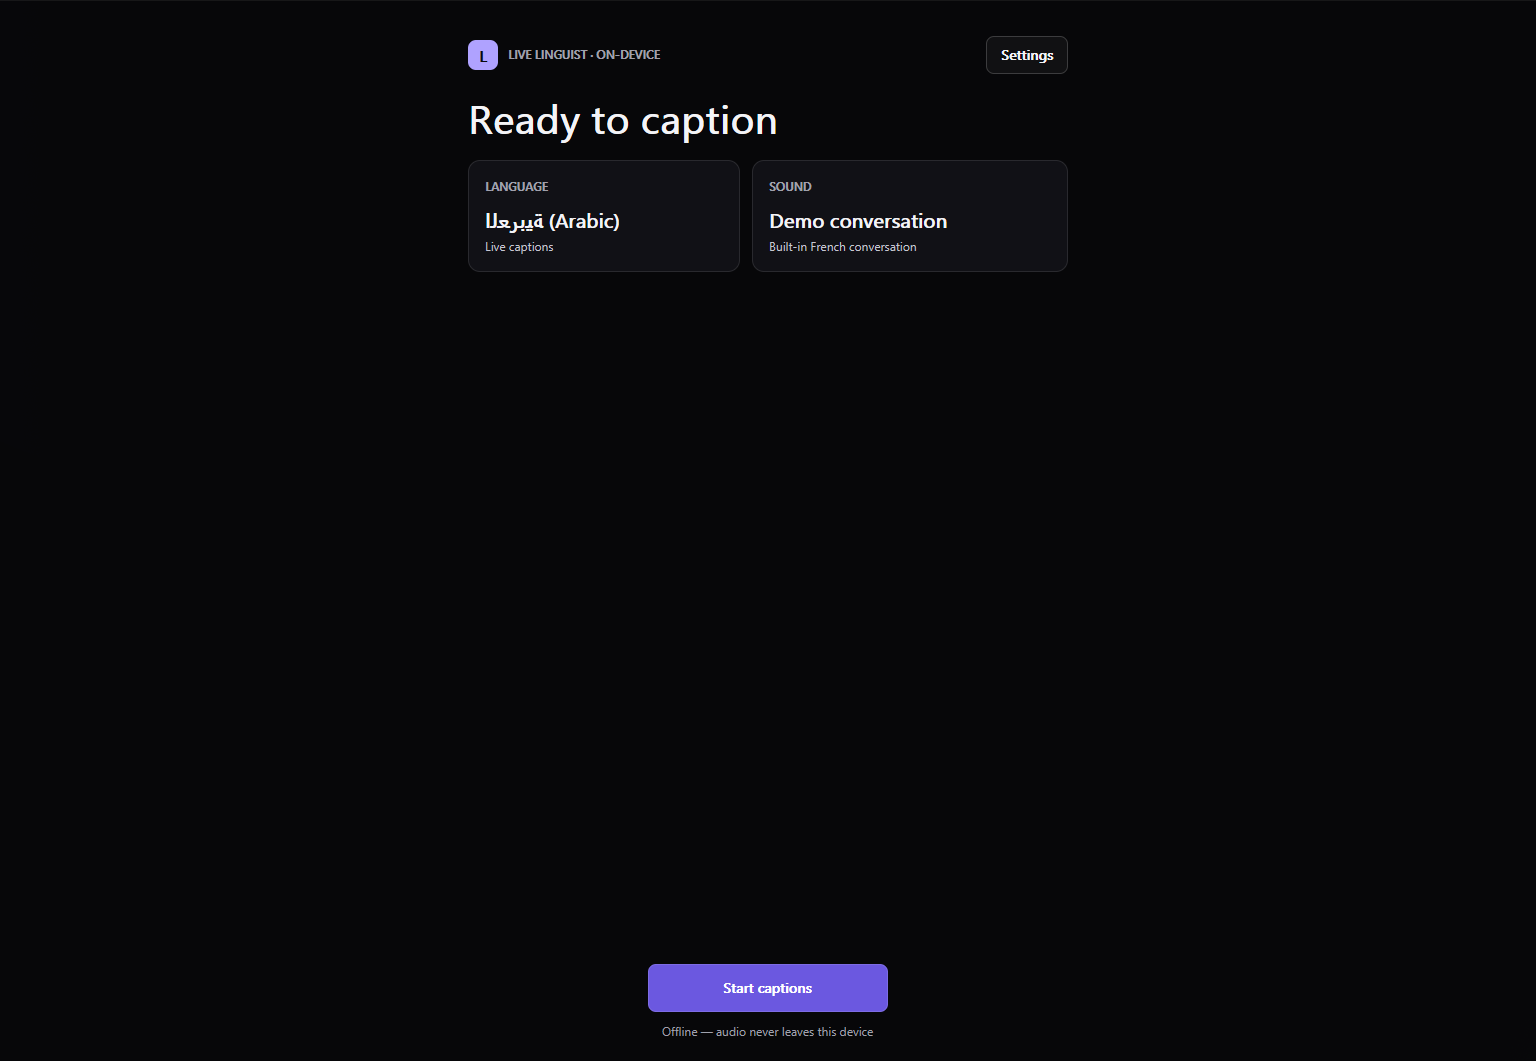 L
LIVE LINGUIST · ON-DEVICE
Settings
Ready to caption
LANGUAGE
العربية (Arabic)
Live captions
SOUND
Demo conversation
Built-in French conversation
Start captions
Offline — audio never leaves this device